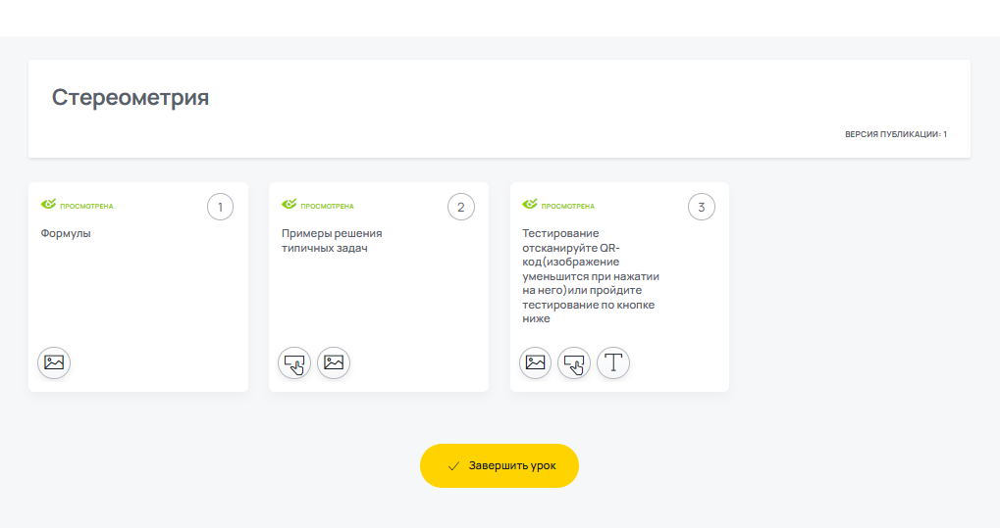 Стереометрия
ВЕРСИЯ ПУБЛИКАЦИИ: 1
ПРОСМОТРЕНА
1
Формулы
ПРОСМОТРЕНА
2
Примеры решения
типичных задач
ПРОСМОТРЕНА
3
Тестирование
отсканируйте QR-
код(изображение
уменьшится при нажатии
на него)или пройдите
тестирование по кнопке
ниже
Завершить урок